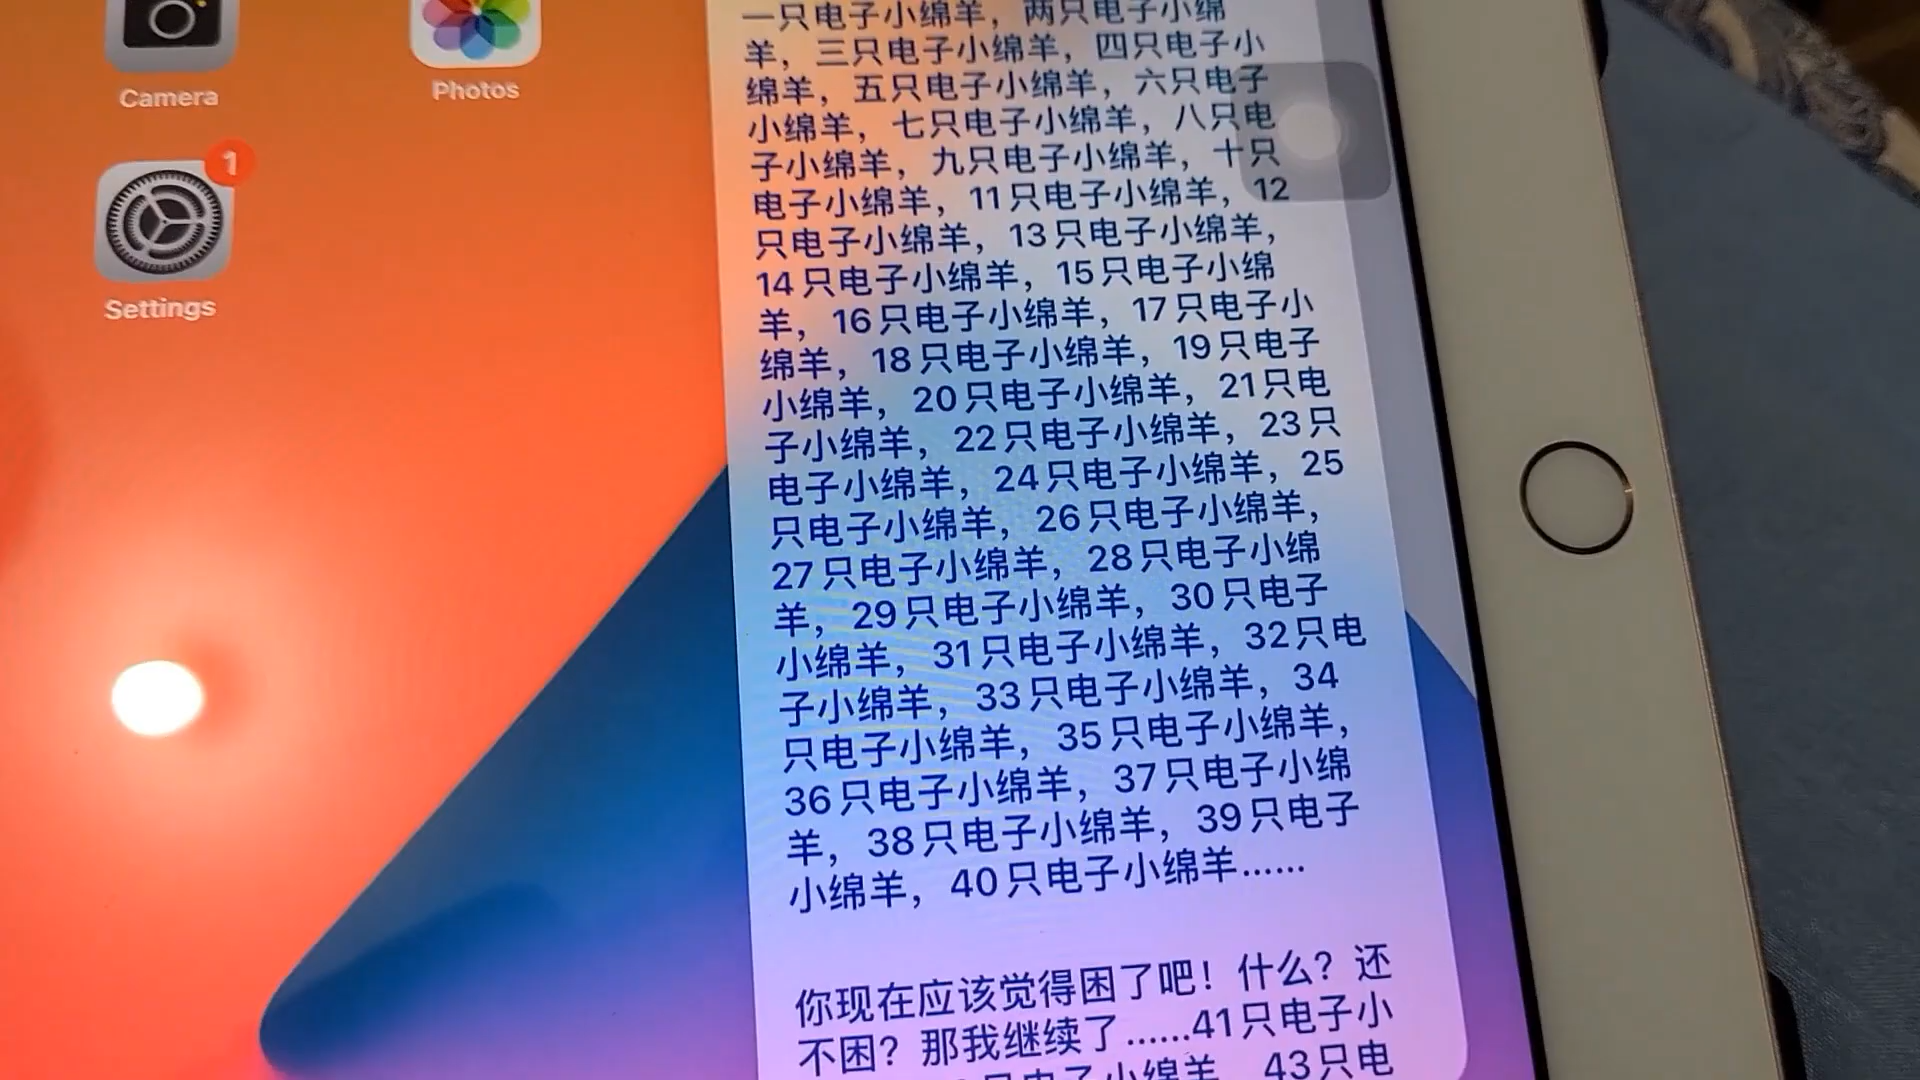 Camera
Photos
1
Settings
一只电子小绵羊，两只电子小绵
羊，三只电子小绵羊，四只电子小
绵羊，五只电子小绵羊，六只电子
小绵羊，七只电子小绵羊，八只电
子小绵羊，九只电子小绵羊，十只
电子小绵羊，11只电子小绵羊，12
只电子小绵羊，13只电子小绵羊，
14只电子小绵羊，15只电子小绵
羊，16只电子小绵羊，17只电子小
绵羊，18只电子小绵羊，19只电子
小绵羊，20只电子小绵羊，21只电
子小绵羊，22只电子小绵羊，23只
电子小绵羊，24只电子小绵羊，25
只电子小绵羊，26只电子小绵羊，
27只电子小绵羊，28只电子小绵
羊，29只电子小绵羊，30只电子
小绵羊，31只电子小绵羊，32只电
子小绵羊，33只电子小绵羊，34
只电子小绵羊，35只电子小绵羊，
36只电子小绵羊，37只电子小绵
羊，38只电子小绵羊，39只电子
小绵羊，40只电子小绵羊……
你现在应该觉得困了吧！什么？还
不困？那我继续了……41只电子小
只电子小绵羊，43只电